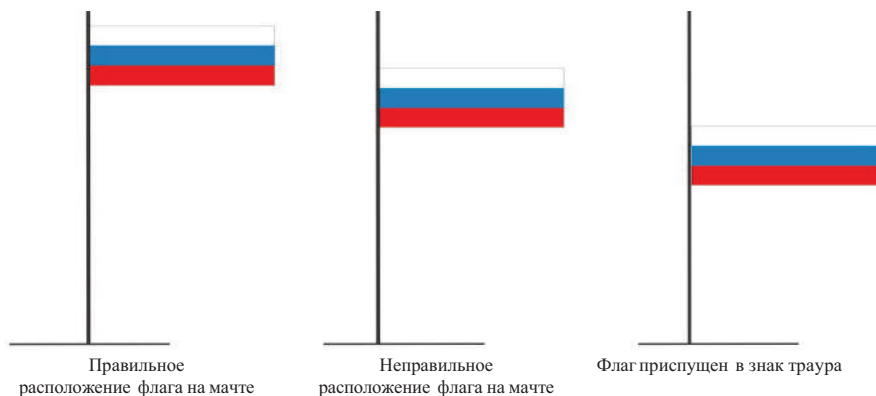 Правильное
расположение флага на мачте
Неправильное
расположение флага на мачте
Флаг приспущен в знак траура